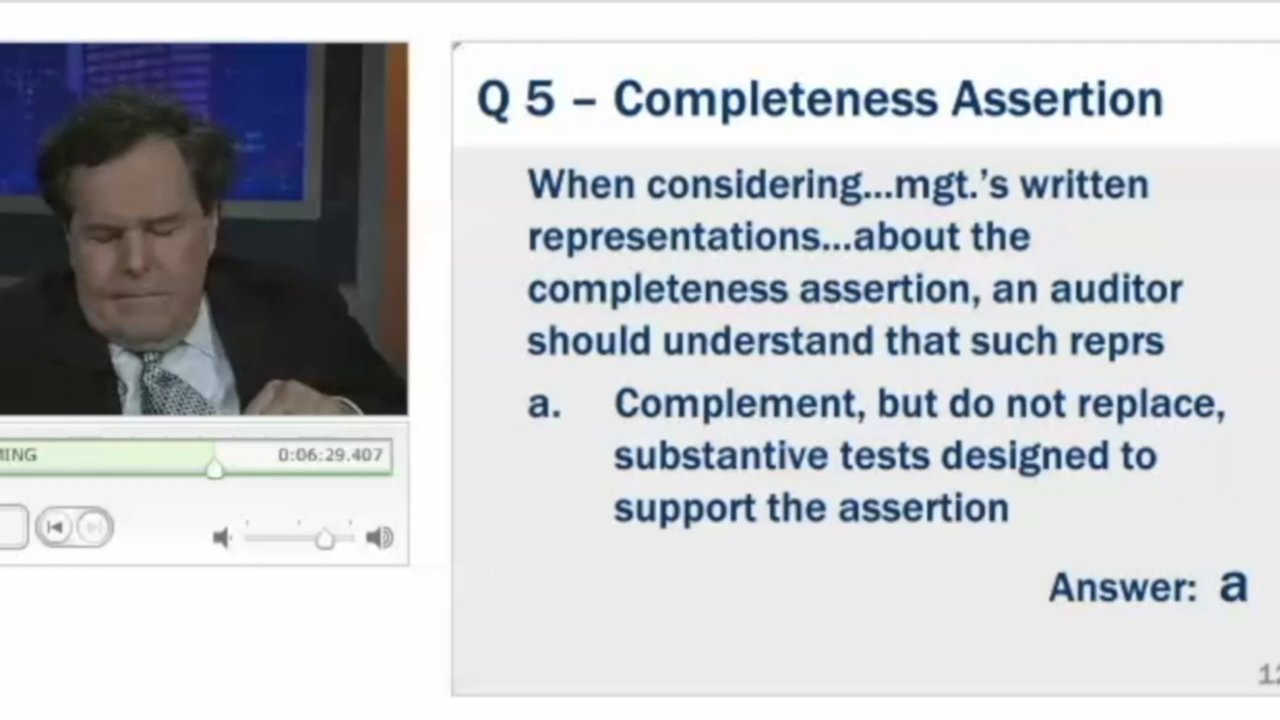 Q 5 – Completeness Assertion
When considering...mgt.'s written
representations...about the
completeness assertion, an auditor
should understand that such reprs
a. Complement, but do not replace,
substantive tests designed to
support the assertion
Answer: a
0:06:29.407